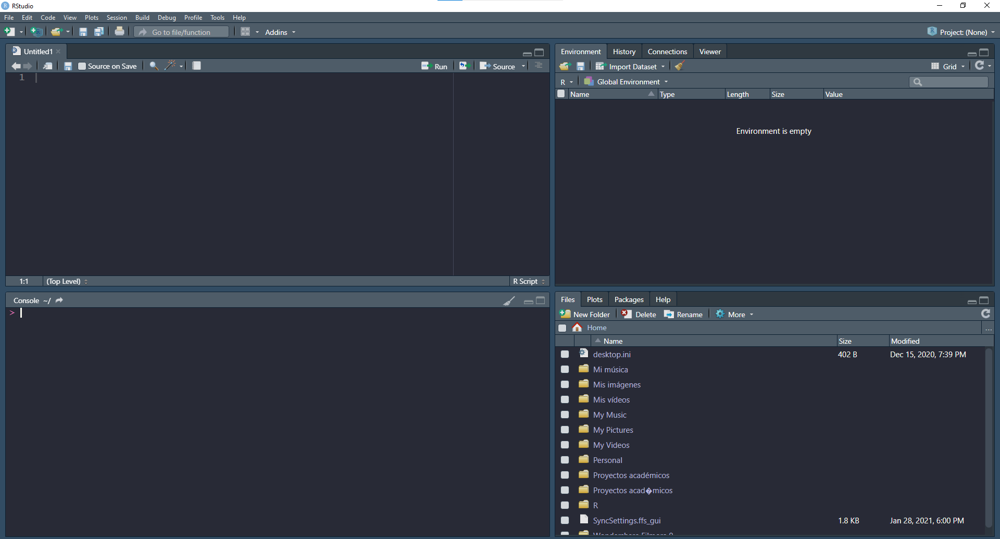 RStudio
File Edit Code View Plots Session Build Debug Profile Tools Help
Go to file/function Addins Project: (None)
Untitled1
Source on Save Run Source
1
1:1 (Top Level) R Script
Console ~/
>
Environment History Connections Viewer
Import Dataset Grid
R Global Environment
Name Type Length Size Value
Environment is empty
Files Plots Packages Help
New Folder Delete Rename More
Home ...
Name Size Modified
desktop.ini 402 B Dec 15, 2020, 7:39 PM
Mi música
Mis imágenes
Mis vídeos
My Music
My Pictures
My Videos
Personal
Proyectos académicos
Proyectos acad�micos
R
SyncSettings.ffs_gui 1.8 KB Jan 28, 2021, 6:00 PM